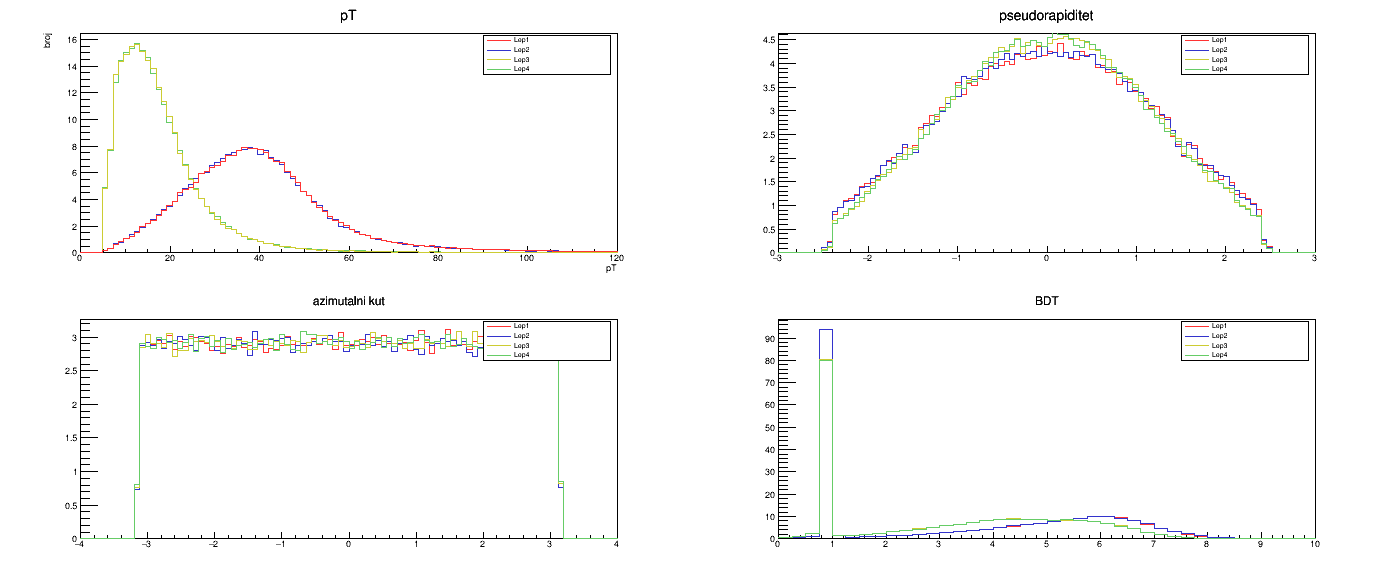 pT
broj
16
14
12
10
8
6
4
2
0
0 20 40 60 80 100 120
pT
Lep1
Lep2
Lep3
Lep4
pseudorapiditet
4.5
4
3.5
3
2.5
2
1.5
1
0.5
0
−3 −2 −1 0 1 2 3
Lep1
Lep2
Lep3
Lep4
azimutalni kut
3
2.5
2
1.5
1
0.5
0
−4 −3 −2 −1 0 1 2 3 4
Lep1
Lep2
Lep3
Lep4
BDT
90
80
70
60
50
40
30
20
10
0
0 1 2 3 4 5 6 7 8 9 10
Lep1
Lep2
Lep3
Lep4